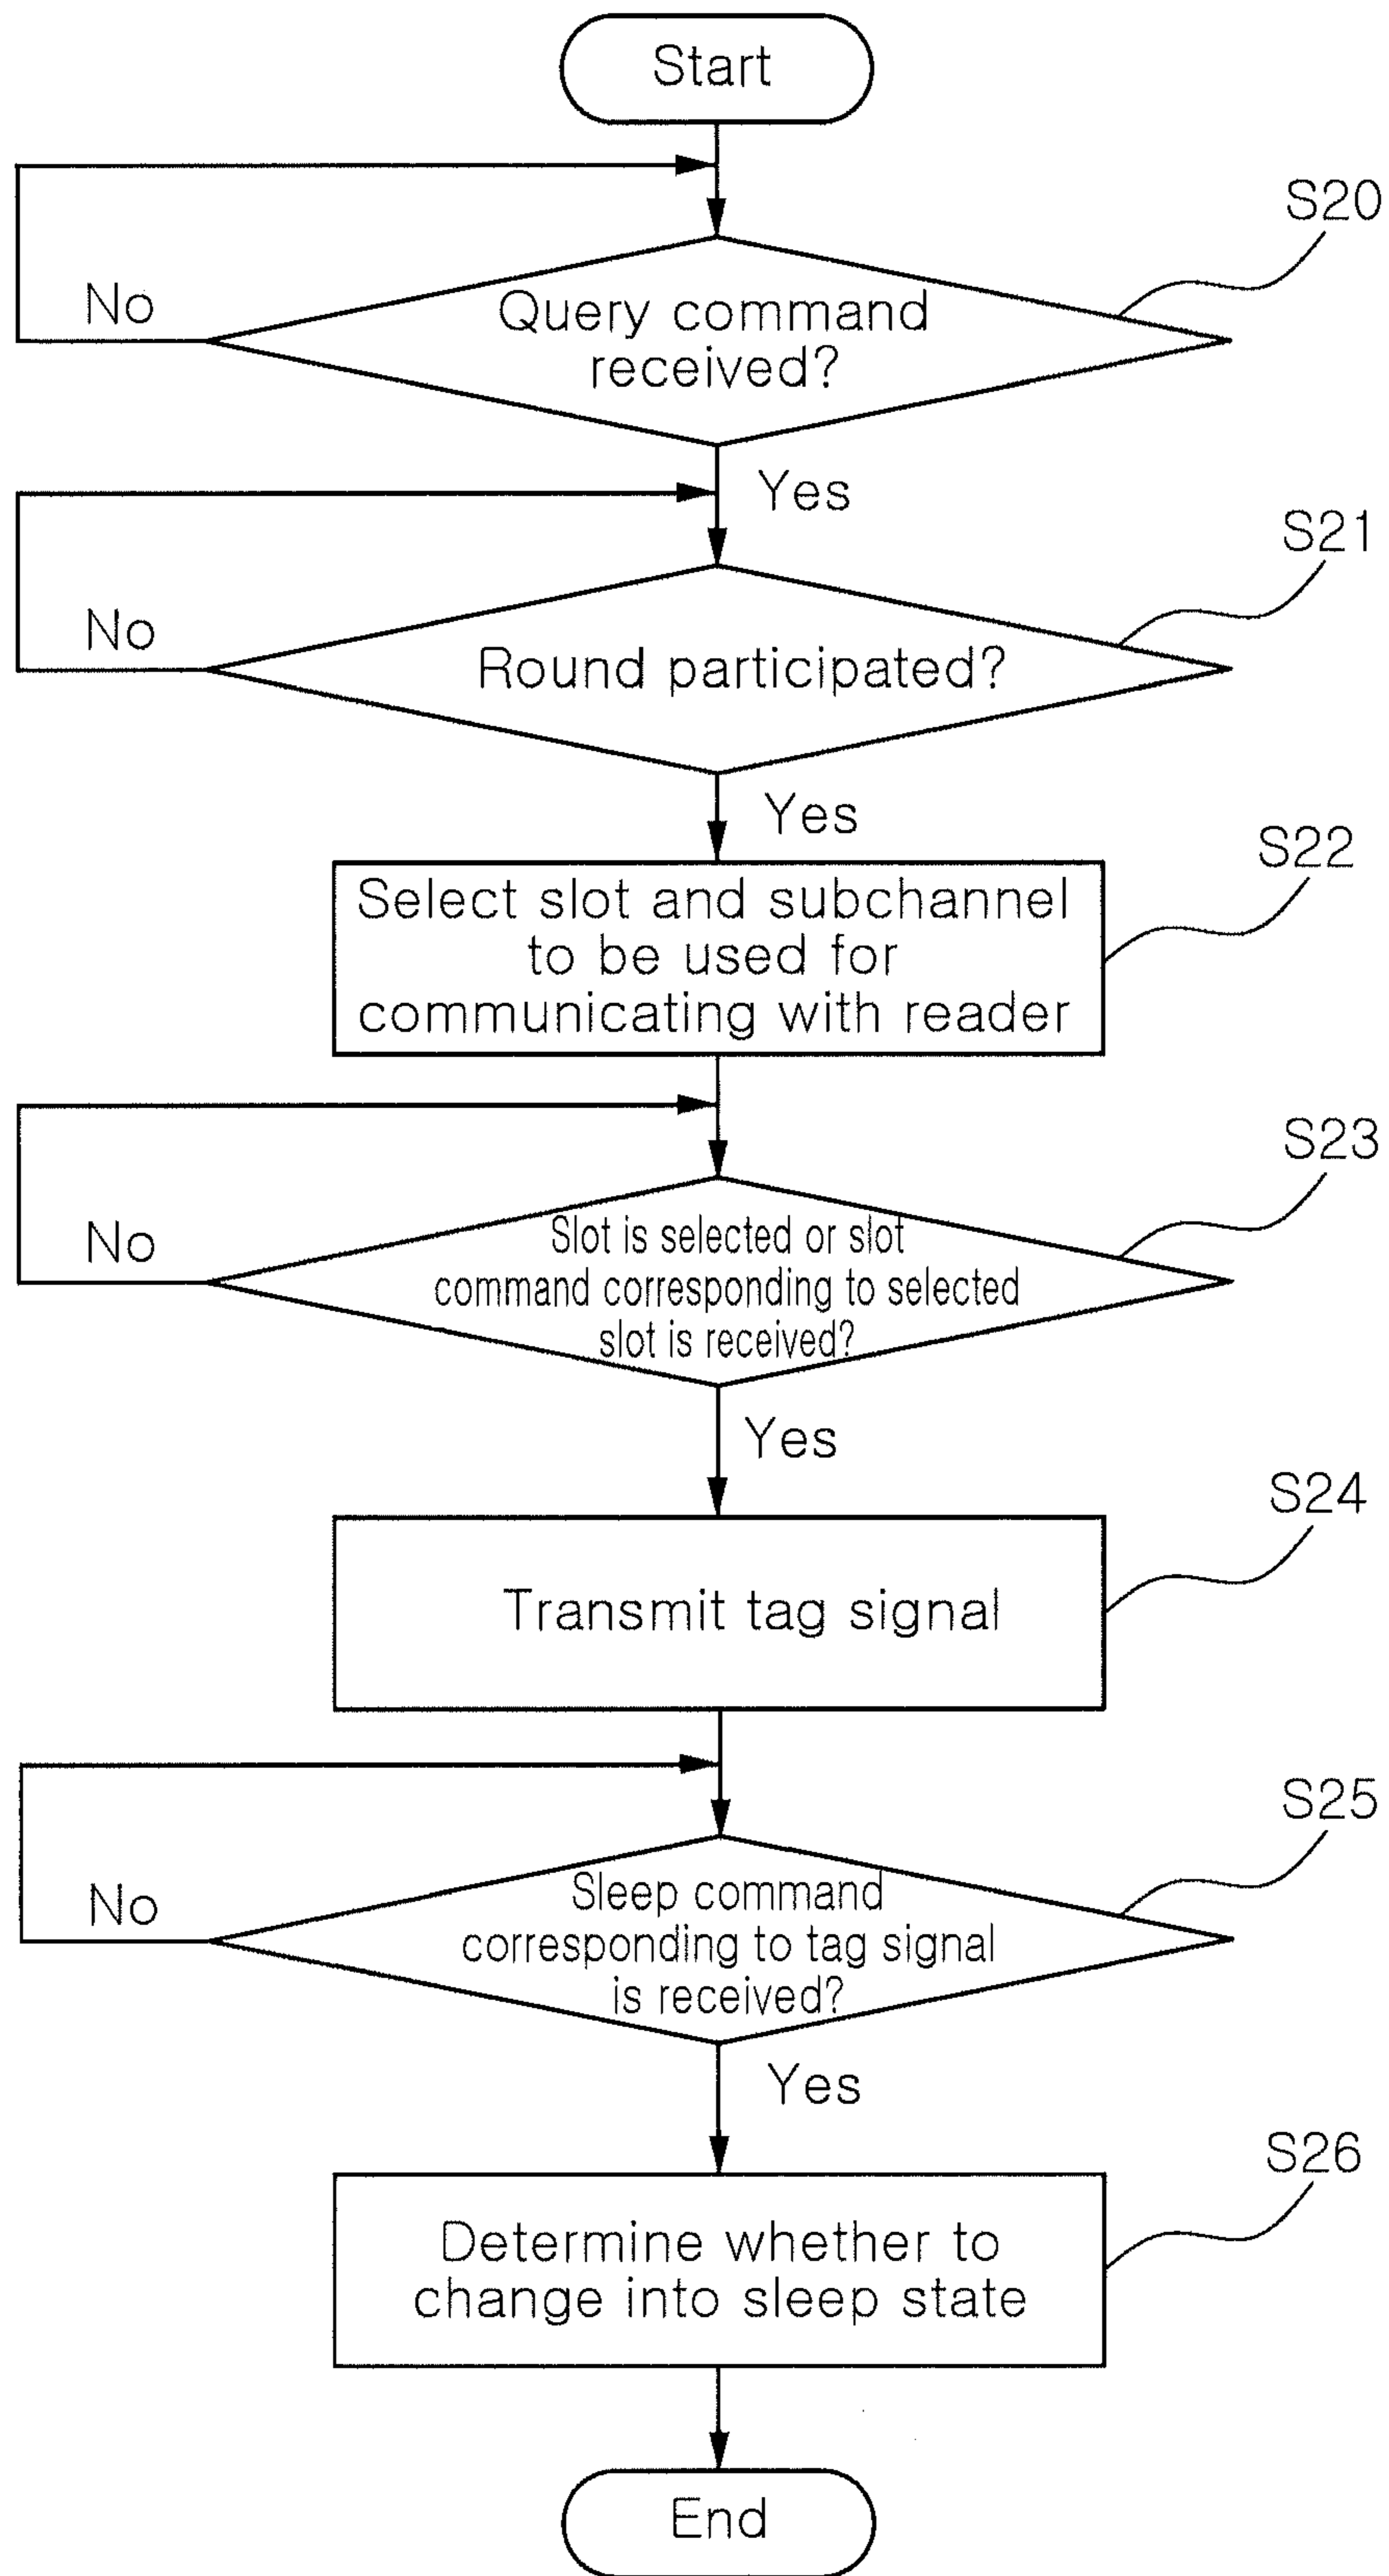 Start
S20
No
Query command
received?
Yes
S21
No
Round participated?
Yes
S22
Select slot and subchannel
to be used for
communicating with reader
S23
No
Slot is selected or slot
command corresponding to selected
slot is received?
Yes
S24
Transmit tag signal
S25
No
Sleep command
corresponding to tag signal
is received?
Yes
S26
Determine whether to
change into sleep state
End